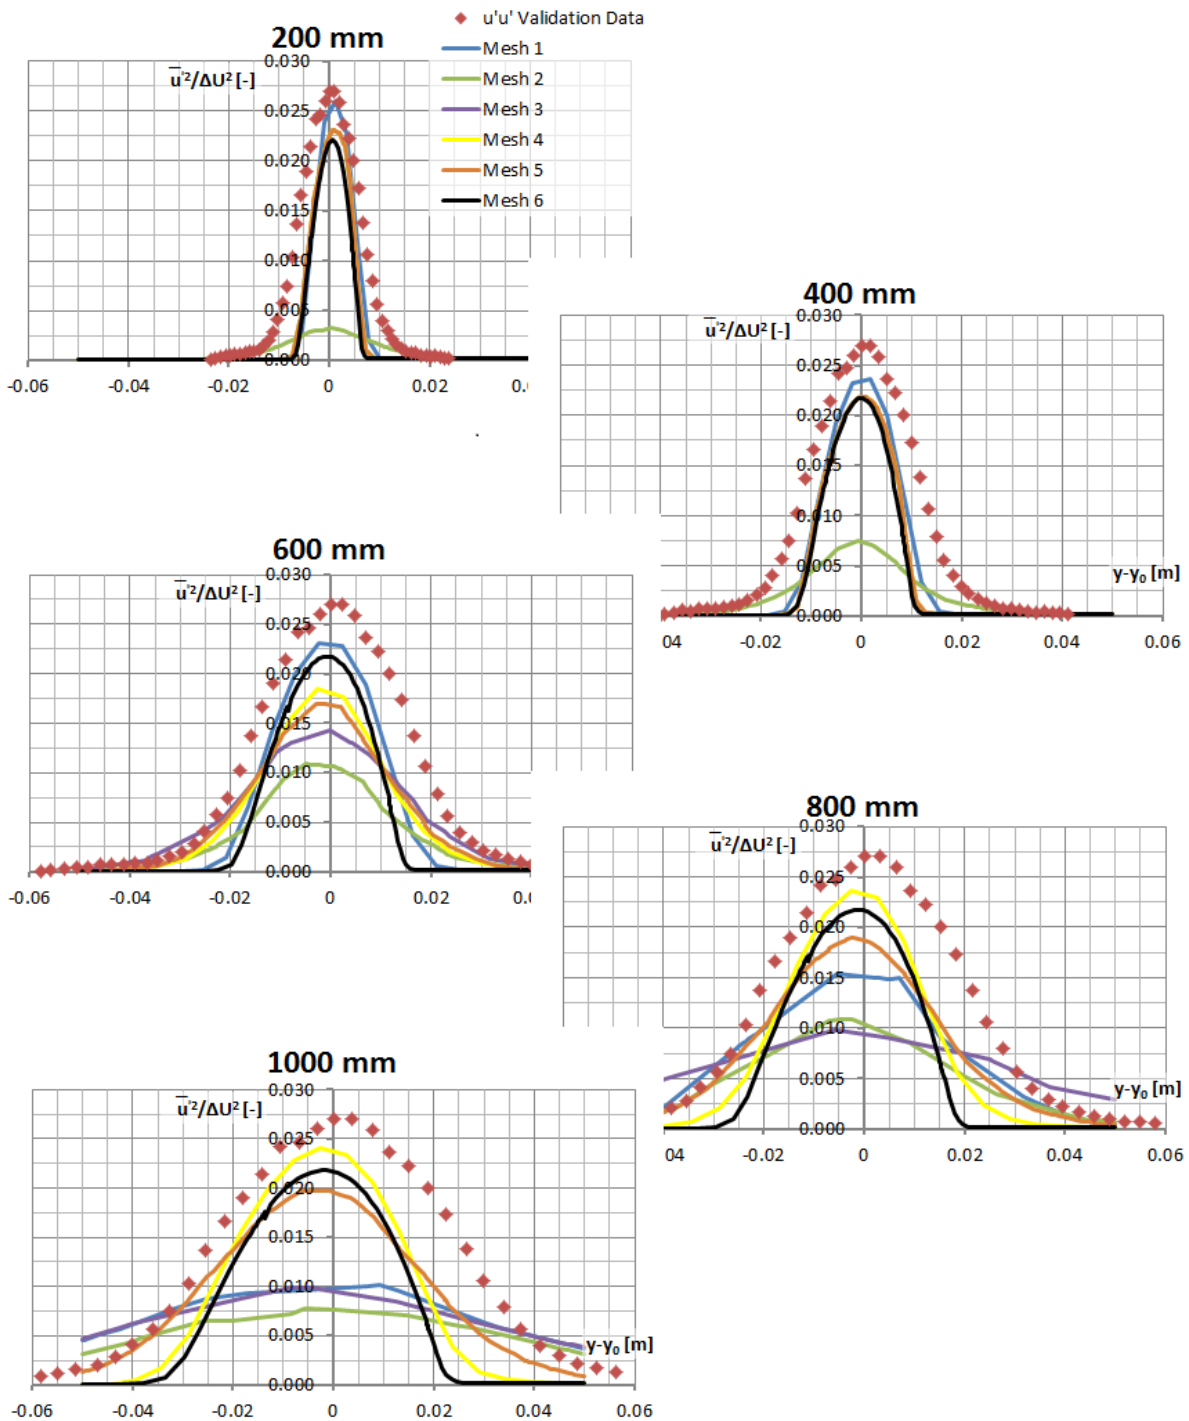 u'u' Validation Data
Mesh 1
Mesh 2
Mesh 3
Mesh 4
Mesh 5
Mesh 6
200 mm
u'²/ΔU² [-]
0.030
0.025
0.020
0.015
0.010
0.005
0.000
-0.06 -0.04 -0.02 0 0.02 0.0
400 mm
u'²/ΔU² [-]
0.030
0.025
0.020
0.015
0.010
0.005
0.000
y-y₀ [m]
04 -0.02 0 0.02 0.04 0.06
600 mm
u'²/ΔU² [-]
0.030
0.025
0.020
0.015
0.010
0.005
0.000
-0.06 -0.04 -0.02 0 0.02 0.0
800 mm
u'²/ΔU² [-]
0.030
0.025
0.020
0.015
0.010
0.005
0.000
y-y₀ [m]
04 -0.02 0 0.02 0.04 0.06
1000 mm
u'²/ΔU² [-]
0.030
0.025
0.020
0.015
0.010
0.005
0.000
y-y₀ [m]
-0.06 -0.04 -0.02 0 0.02 0.04 0.06